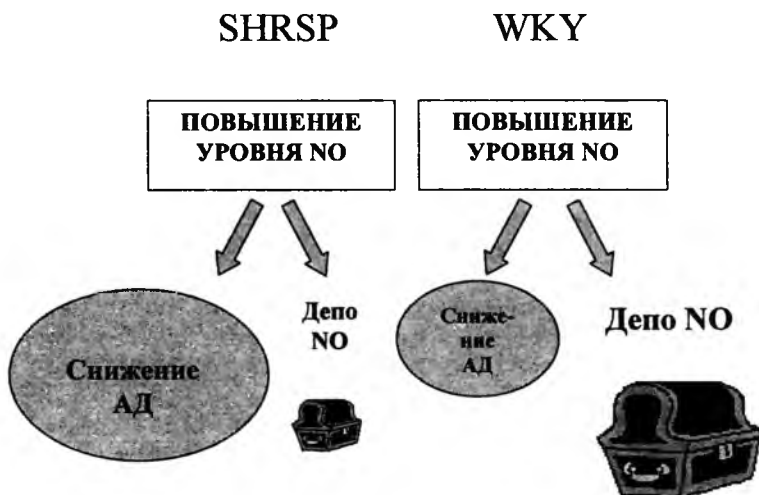 SHRSP WKY
ПОВЫШЕНИЕ
УРОВНЯ NO
ПОВЫШЕНИЕ
УРОВНЯ NO
Снижение
АД
Депо
NO
Сниже-
ние
АД
Депо NO